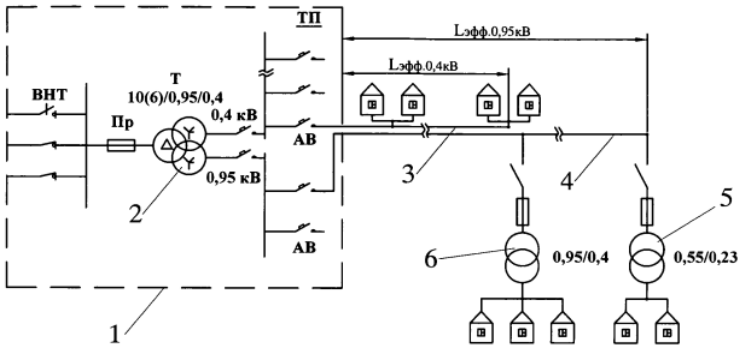 ТП
Lэфф.0,95кВ
Lэфф.0,4кВ
Т
10(6)/0,95/0,4
ВНТ
0,4 кВ
Пр
АВ
3
4
0,95 кВ
2
5
6
0,95/0,4
0,55/0,23
АВ
1